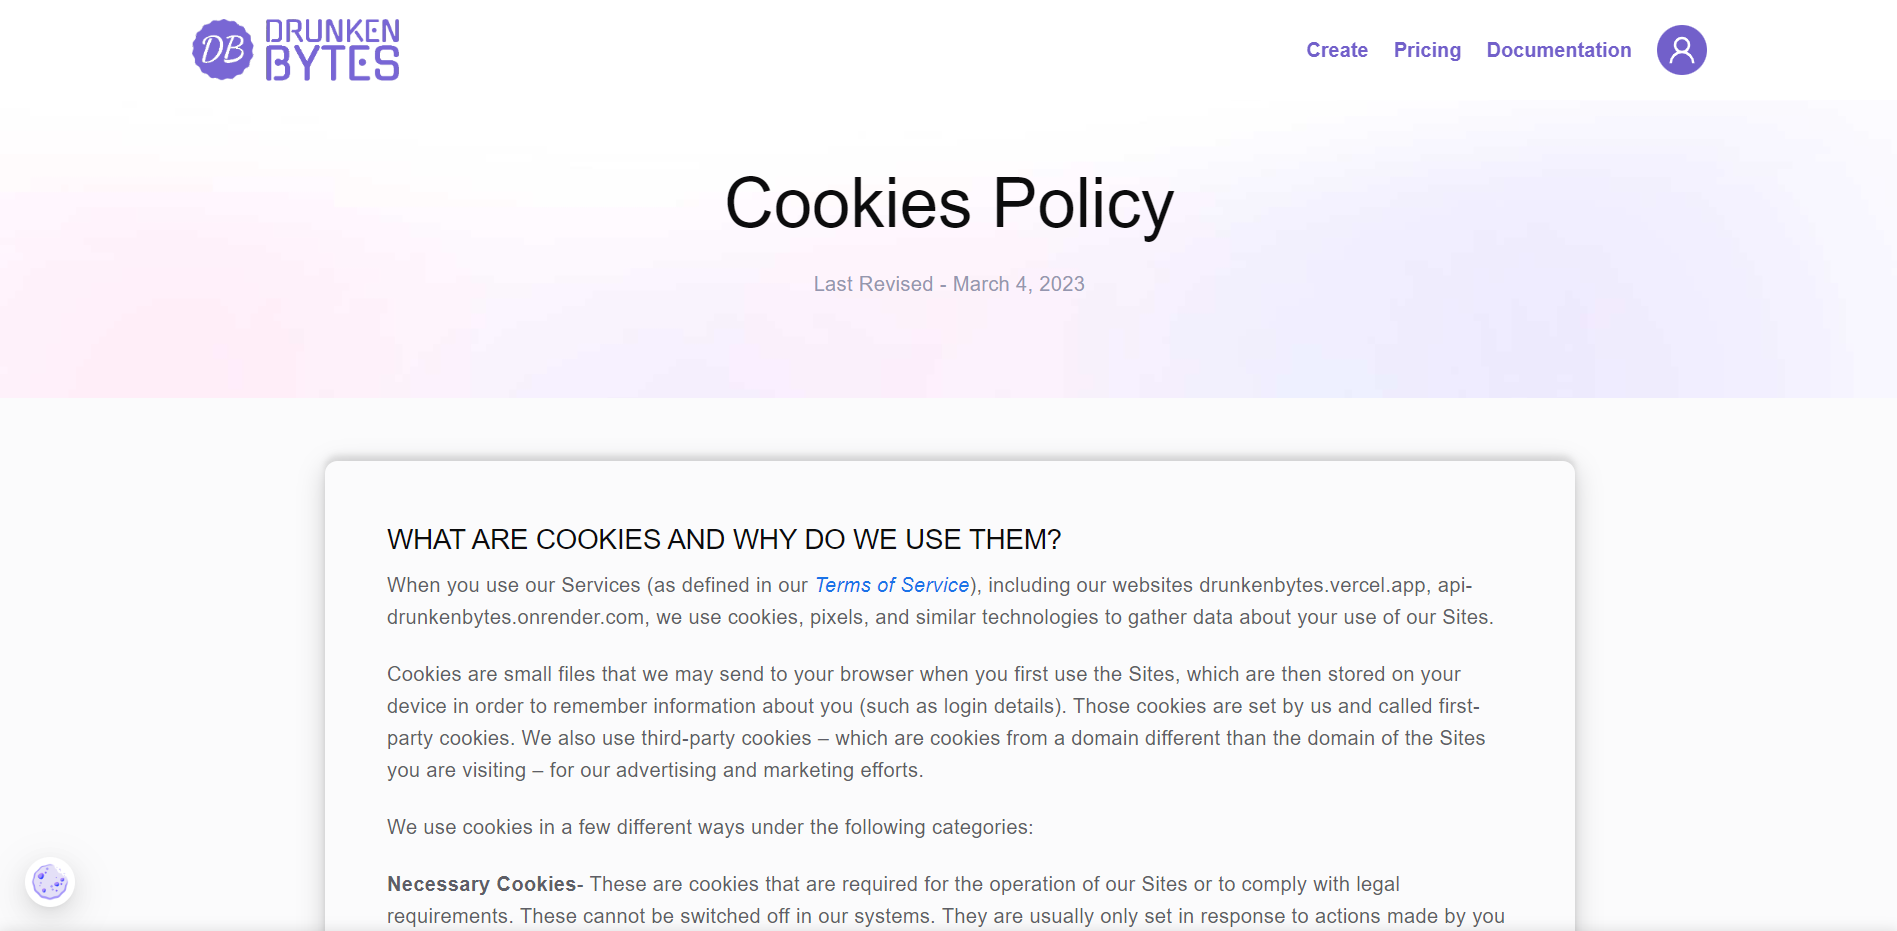 DB DRUNKEN BYTES
Create Pricing Documentation
Cookies Policy
Last Revised - March 4, 2023
WHAT ARE COOKIES AND WHY DO WE USE THEM?
When you use our Services (as defined in our Terms of Service), including our websites drunkenbytes.vercel.app, api-
drunkenbytes.onrender.com, we use cookies, pixels, and similar technologies to gather data about your use of our Sites.
Cookies are small files that we may send to your browser when you first use the Sites, which are then stored on your
device in order to remember information about you (such as login details). Those cookies are set by us and called first-
party cookies. We also use third-party cookies – which are cookies from a domain different than the domain of the Sites
you are visiting – for our advertising and marketing efforts.
We use cookies in a few different ways under the following categories:
Necessary Cookies- These are cookies that are required for the operation of our Sites or to comply with legal
requirements. These cannot be switched off in our systems. They are usually only set in response to actions made by you